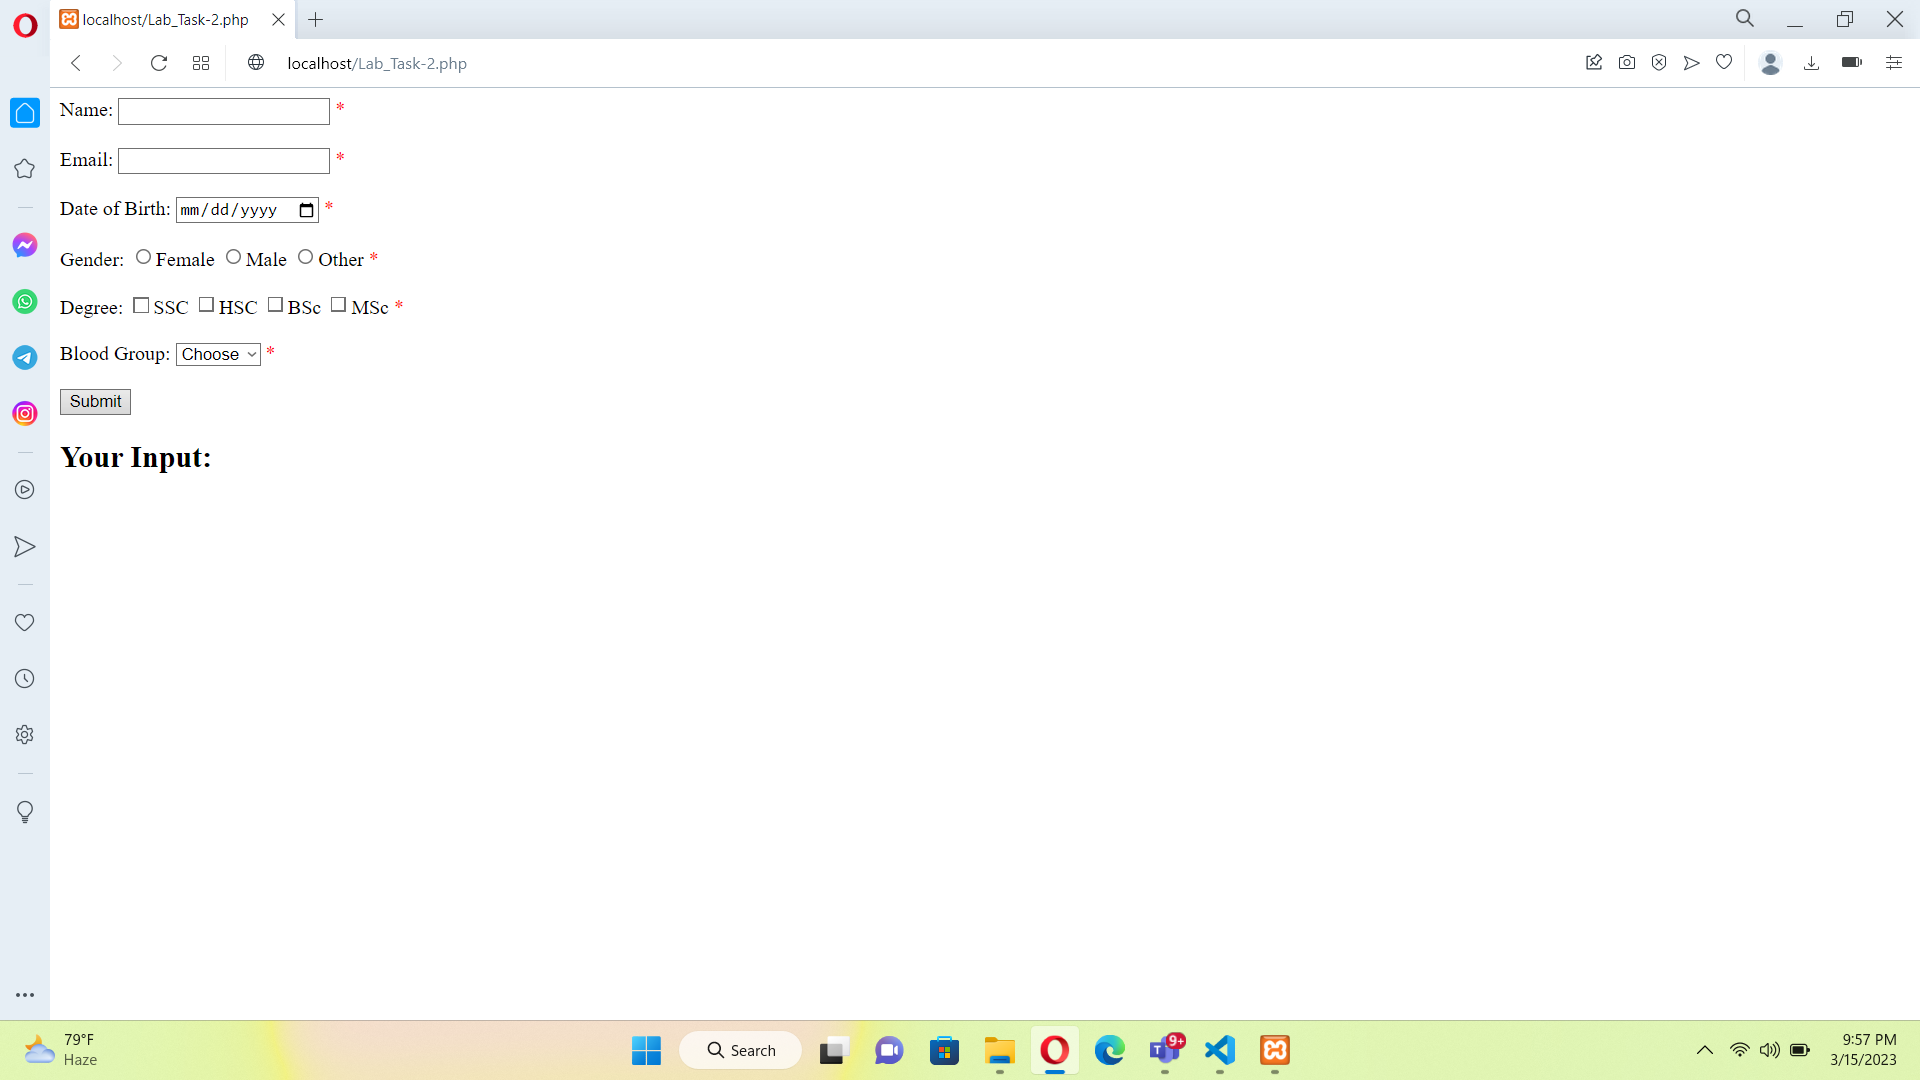 localhost/Lab_Task-2.php
localhost/Lab_Task-2.php
Name: *
Email: *
Date of Birth: mm/dd/yyyy *
Gender: Female Male Other *
Degree: SSC HSC BSc MSc *
Blood Group: Choose *
Submit
Your Input:
79°F
Haze
Search
T
9+
9:57 PM
3/15/2023